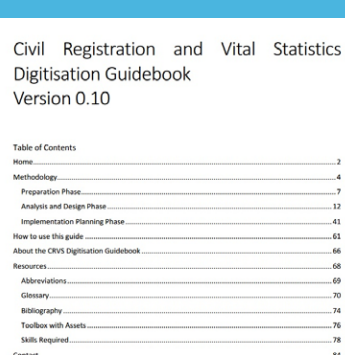 Civil Registration and Vital Statistics
Digitisation Guidebook
Version 0.10
Table of Contents
Home 2
Methodology 4
Preparation Phase 7
Analysis and Design Phase 12
Implementation Planning Phase 41
How to use this guide 61
About the CRVS Digitisation Guidebook 66
Resources 68
Abbreviations 69
Glossary 70
Bibliography 74
Toolbox with Assets 76
Skills Required 78
Contact 84